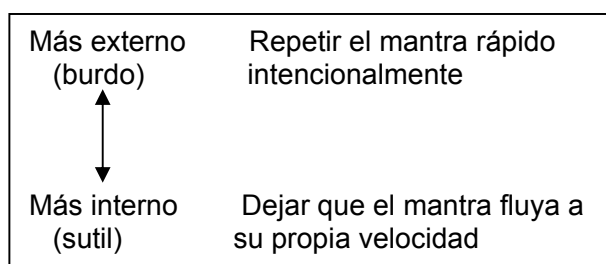 Más externo Repetir el mantra rápido
(burdo) intencionalmente
Más interno Dejar que el mantra fluya a
(sutil) su propia velocidad